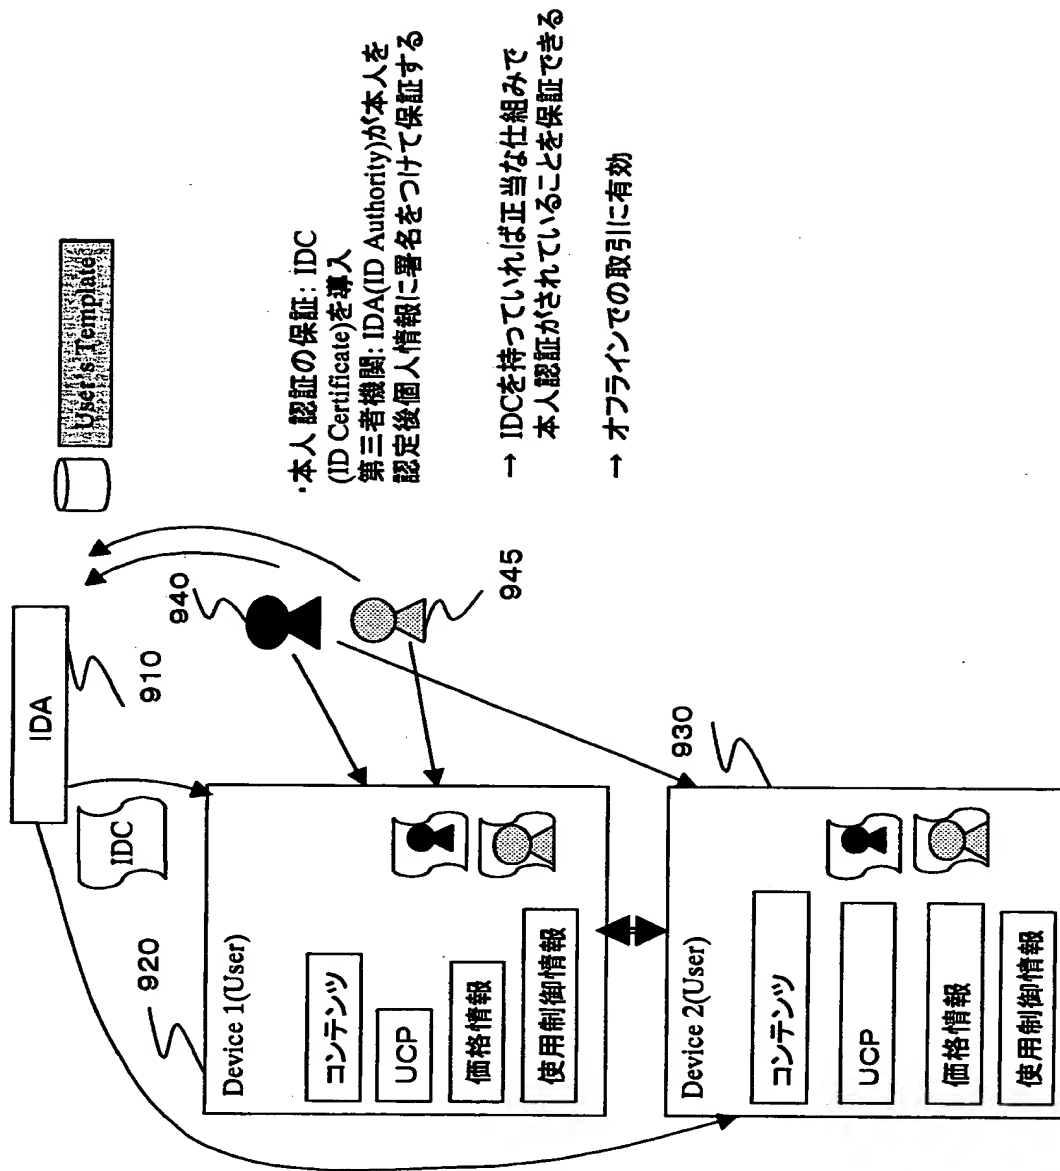 IDA
910
IDC
User's Template
920
Device 1(User)
コンテンツ
UCP
価格情報
使用制御情報
940
945
930
Device 2(User)
コンテンツ
UCP
価格情報
使用制御情報
・本人認証の保証: IDC
(ID Certificate)を導入
第三者機関: IDA(ID Authority)が本人を
認定後個人情報に署名をつけて保証する
→ IDCを持っていれば正当な仕組みで
本人認証がされていることを保証できる
→ オフラインでの取引に有効